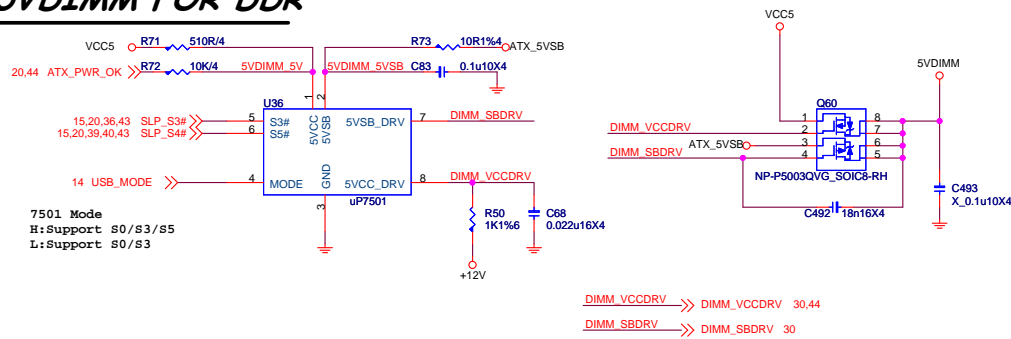 5VDIMM FOR DDR
VCC5 R71 510R/4
R73 10R1%4 ATX_5VSB
20,44 ATX_PWR_OK R72 10K/4 5VDIMM_5V 5VDIMM_5VSB C83 0.1u10X4
1 2
U36
15,20,36,43 SLP_S3# 5 S3# 5VCC 5VSB 5VSB_DRV 7 DIMM_SBDRV
15,20,39,40,43 SLP_S4# 6 S5#
14 USB_MODE 4 MODE GND 5VCC_DRV 8 DIMM_VCCDRV
3 uP7501
7501 Mode
H:Support S0/S3/S5
L:Support S0/S3
R50
1K1%6
C68
0.022u16X4
+12V
VCC5
5VDIMM
Q60
1 8
DIMM_VCCDRV 2 7
ATX_5VSB 3 6
DIMM_SBDRV 4 5
NP-P5003QVG_SOIC8-RH
C492 18n16X4
C493
X_0.1u10X4
DIMM_VCCDRV DIMM_VCCDRV 30,44
DIMM_SBDRV DIMM_SBDRV 30